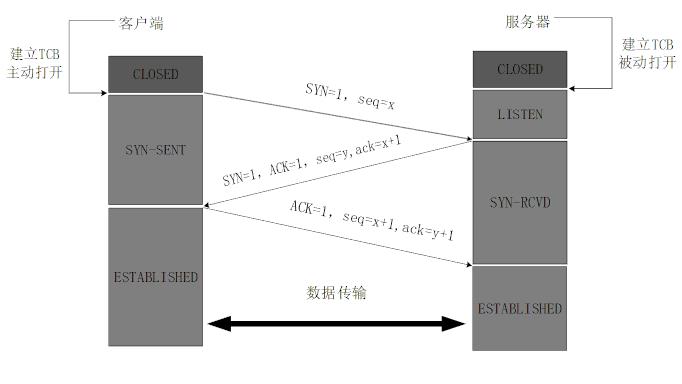 客户端
服务器
建立TCB
主动打开
建立TCB
被动打开
CLOSED
CLOSED
SYN=1, seq=x
LISTEN
SYN-SENT
SYN=1, ACK=1, seq=y,ack=x+1
SYN-RCVD
ACK=1, seq=x+1,ack=y+1
ESTABLISHED
数据传输
ESTABLISHED